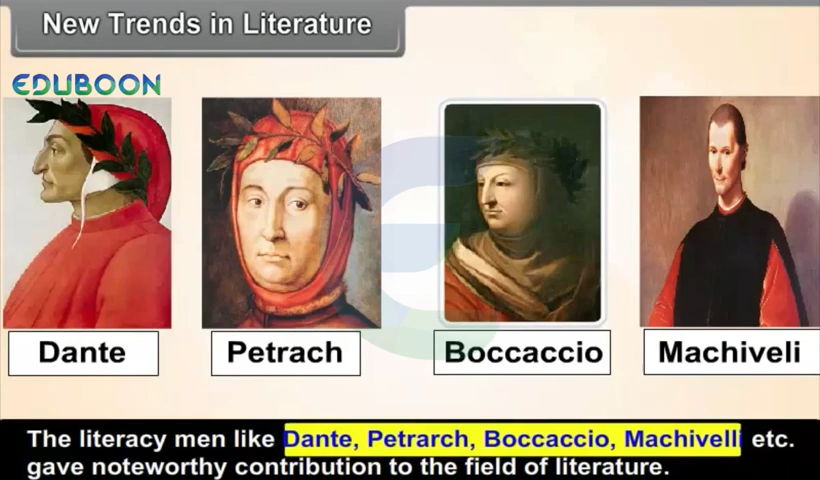 New Trends in Literature
EDUBOON
Dante
Petrach
Boccaccio
Machiveli
The literacy men like Dante, Petrarch, Boccaccio, Machivelli etc.
gave noteworthy contribution to the field of literature.